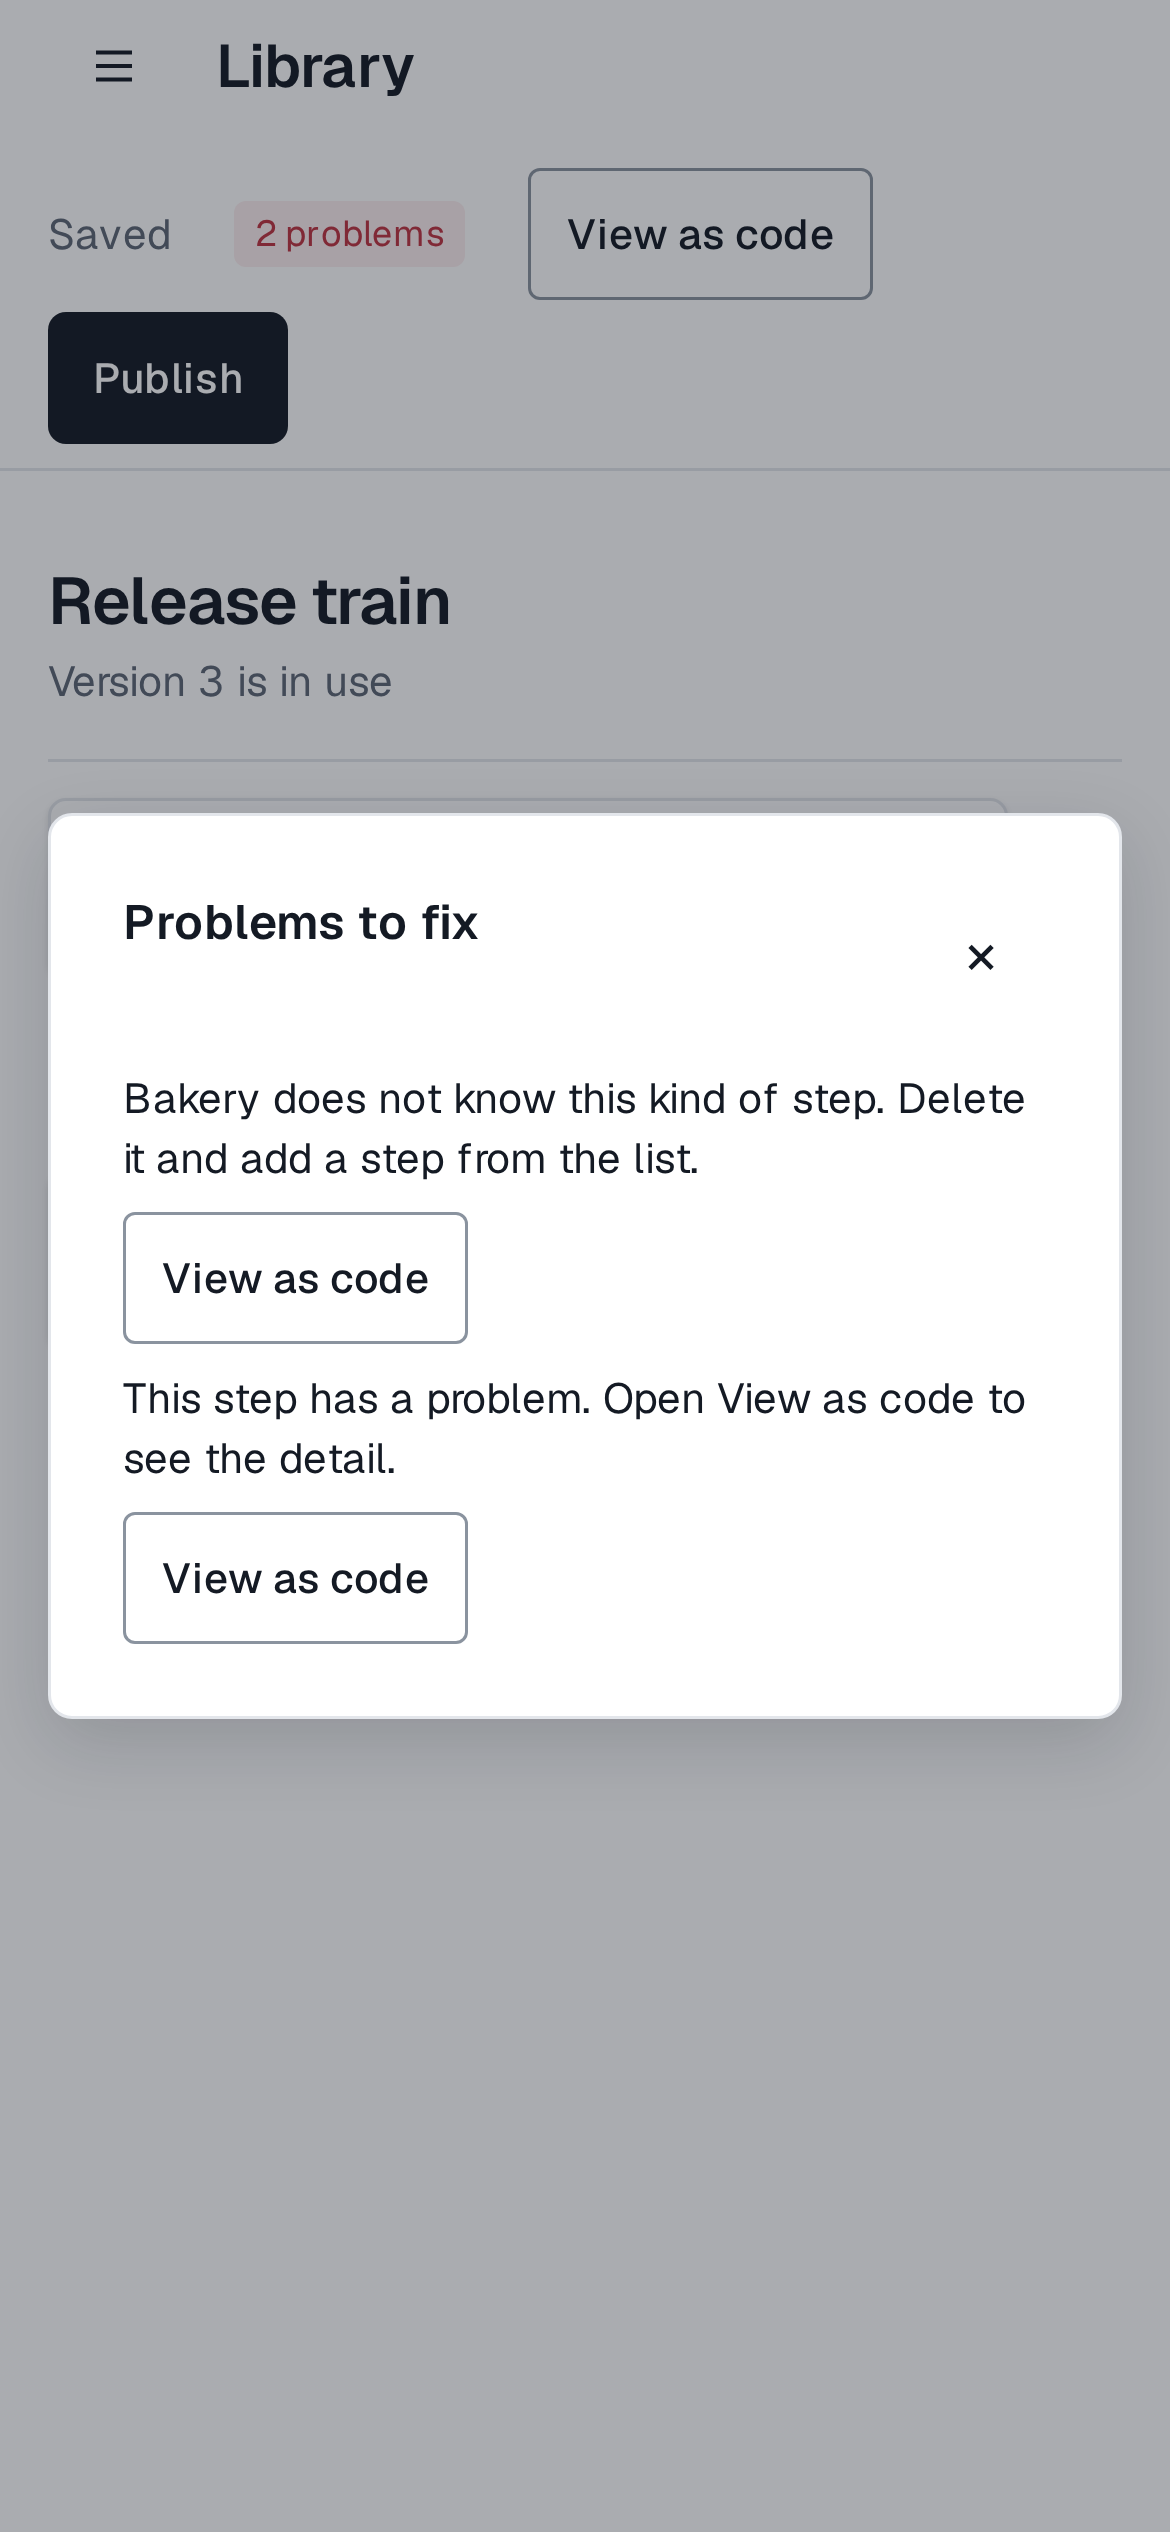 Library
Saved
2 problems
View as code
Publish
Release train
Version 3 is in use
Problems to fix
Bakery does not know this kind of step. Delete
it and add a step from the list.
View as code
This step has a problem. Open View as code to
see the detail.
View as code